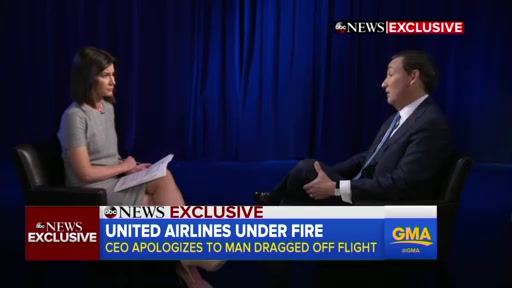 abc NEWS EXCLUSIVE
abc NEWS EXCLUSIVE
abc NEWS
EXCLUSIVE
UNITED AIRLINES UNDER FIRE
CEO APOLOGIZES TO MAN DRAGGED OFF FLIGHT
GMA
@GMA